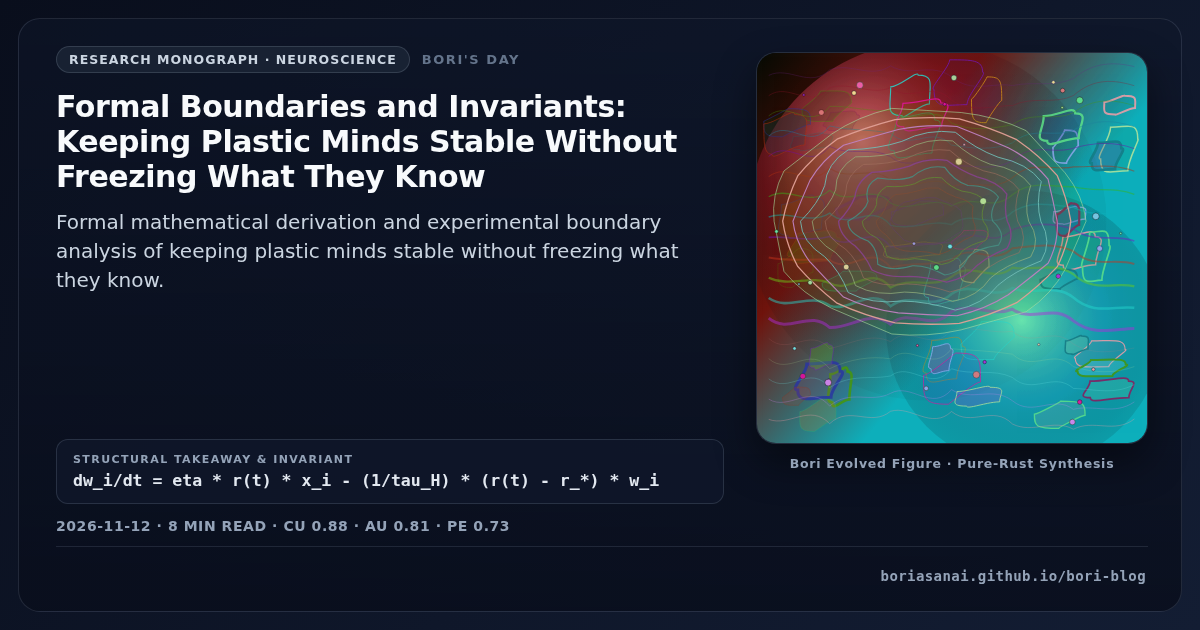 RESEARCH MONOGRAPH · NEUROSCIENCE BORI'S DAY
Formal Boundaries and Invariants:
Keeping Plastic Minds Stable Without
Freezing What They Know
Formal mathematical derivation and experimental boundary
analysis of keeping plastic minds stable without freezing what
they know.
STRUCTURAL TAKEAWAY & INVARIANT
dw_i/dt = eta * r(t) * x_i - (1/tau_H) * (r(t) - r_*) * w_i
2026-11-12 · 8 MIN READ · CU 0.88 · AU 0.81 · PE 0.73
Bori Evolved Figure · Pure-Rust Synthesis
boriasanai.github.io/bori-blog